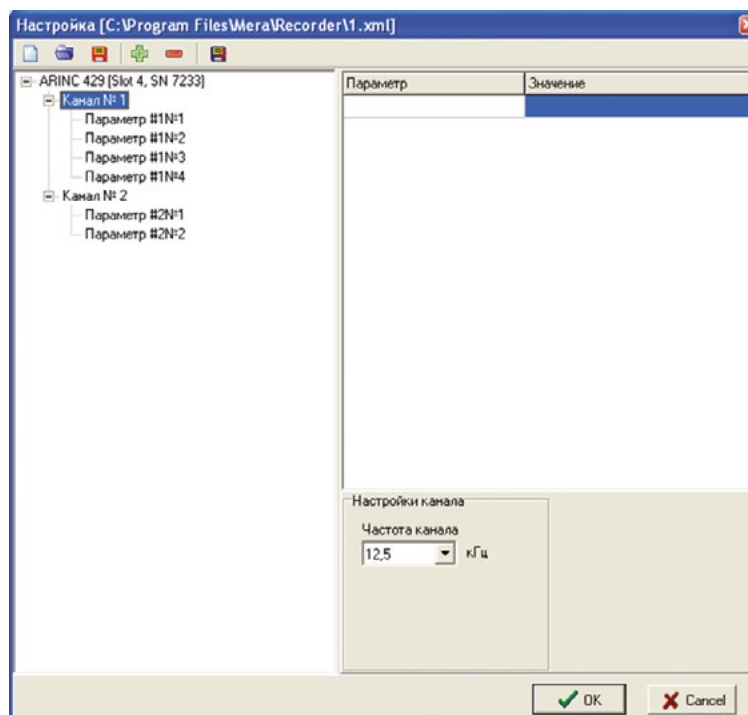 Настройка [C:\Program Files\Mera\Recorder\1.xml]
ARINC 429 [Slot 4, SN 7233]
Канал № 1
Параметр #1№1
Параметр #1№2
Параметр #1№3
Параметр #1№4
Канал № 2
Параметр #2№1
Параметр #2№2
Параметр Значение
Настройки канала
Частота канала
12,5 кГц
OK Cancel